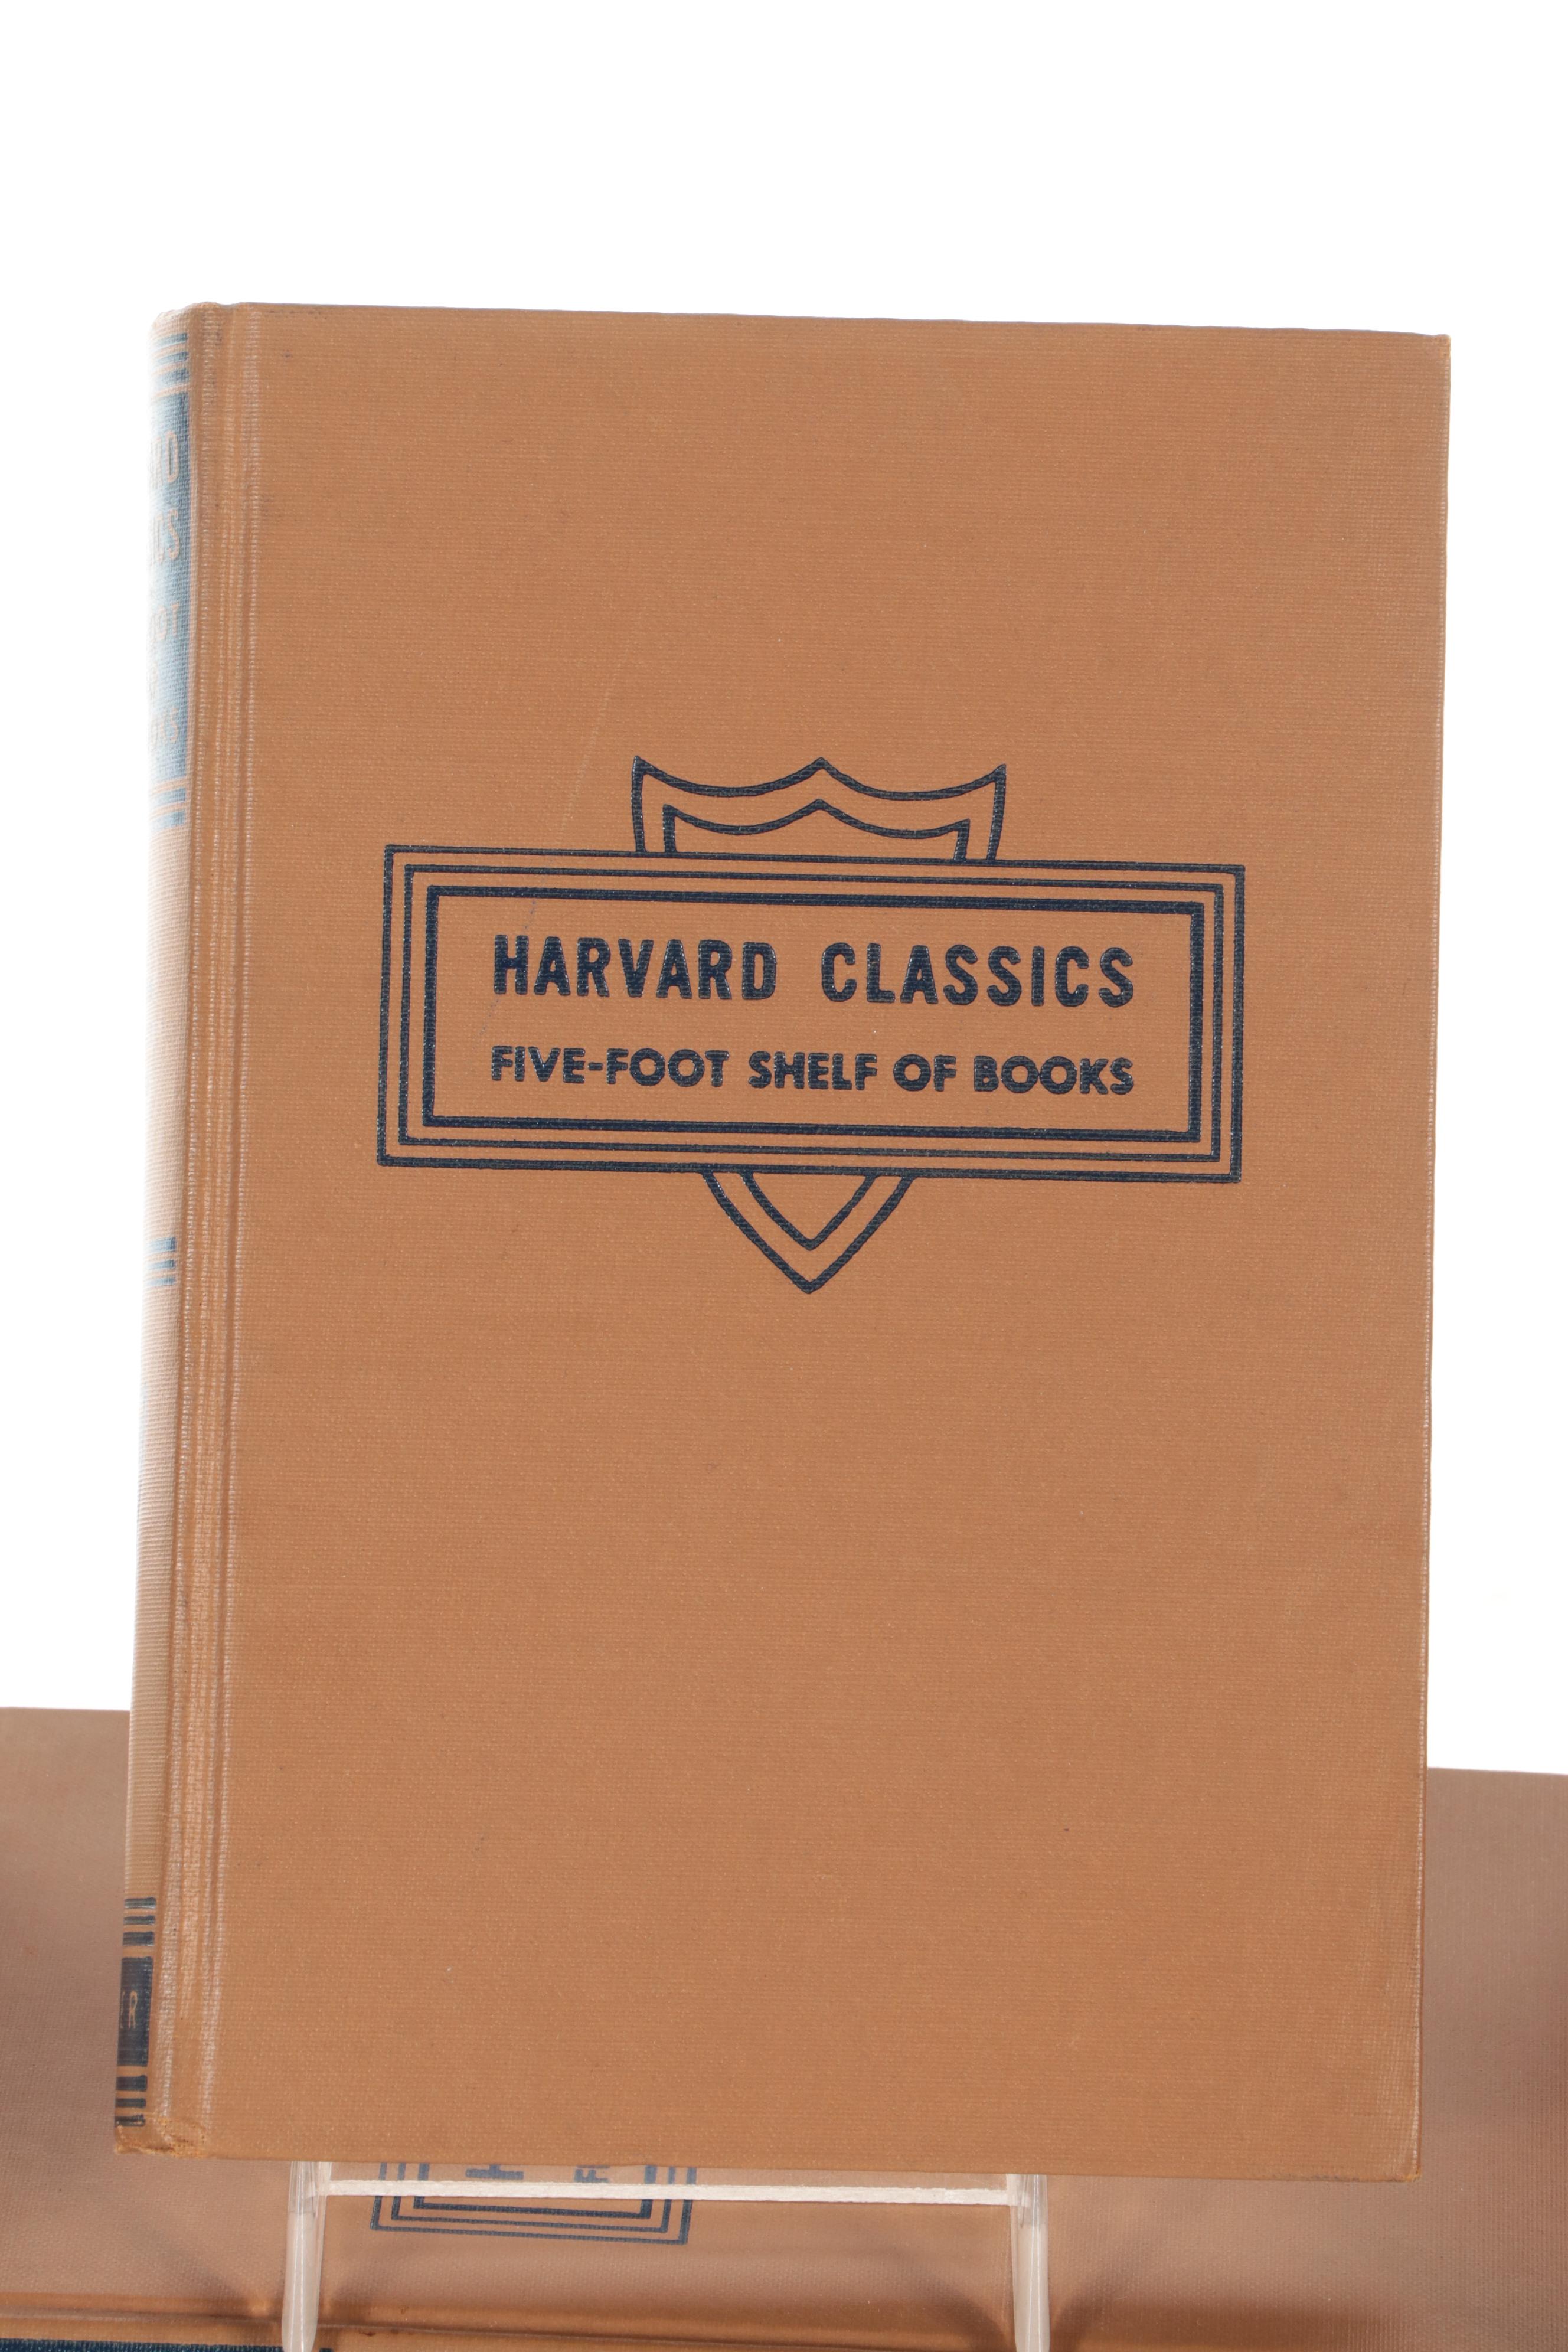 HARVARD CLASSICS
FIVE-FOOT SHELF OF BOOKS